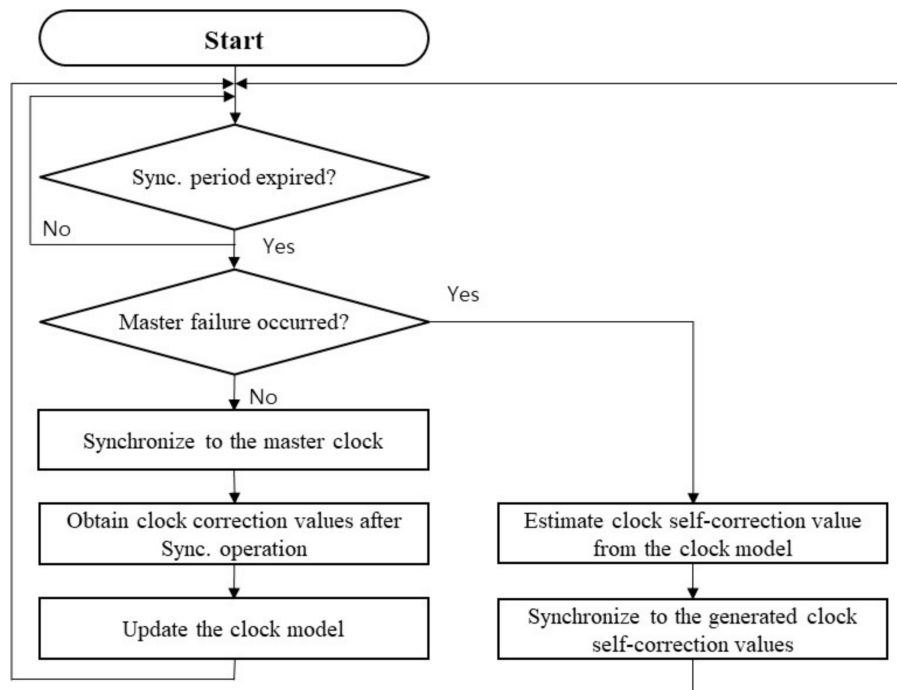 Start
Sync. period expired?
No
Yes
Yes
Master failure occurred?
No
Synchronize to the master clock
Obtain clock correction values after
Sync. operation
Estimate clock self-correction value
from the clock model
Update the clock model
Synchronize to the generated clock
self-correction values